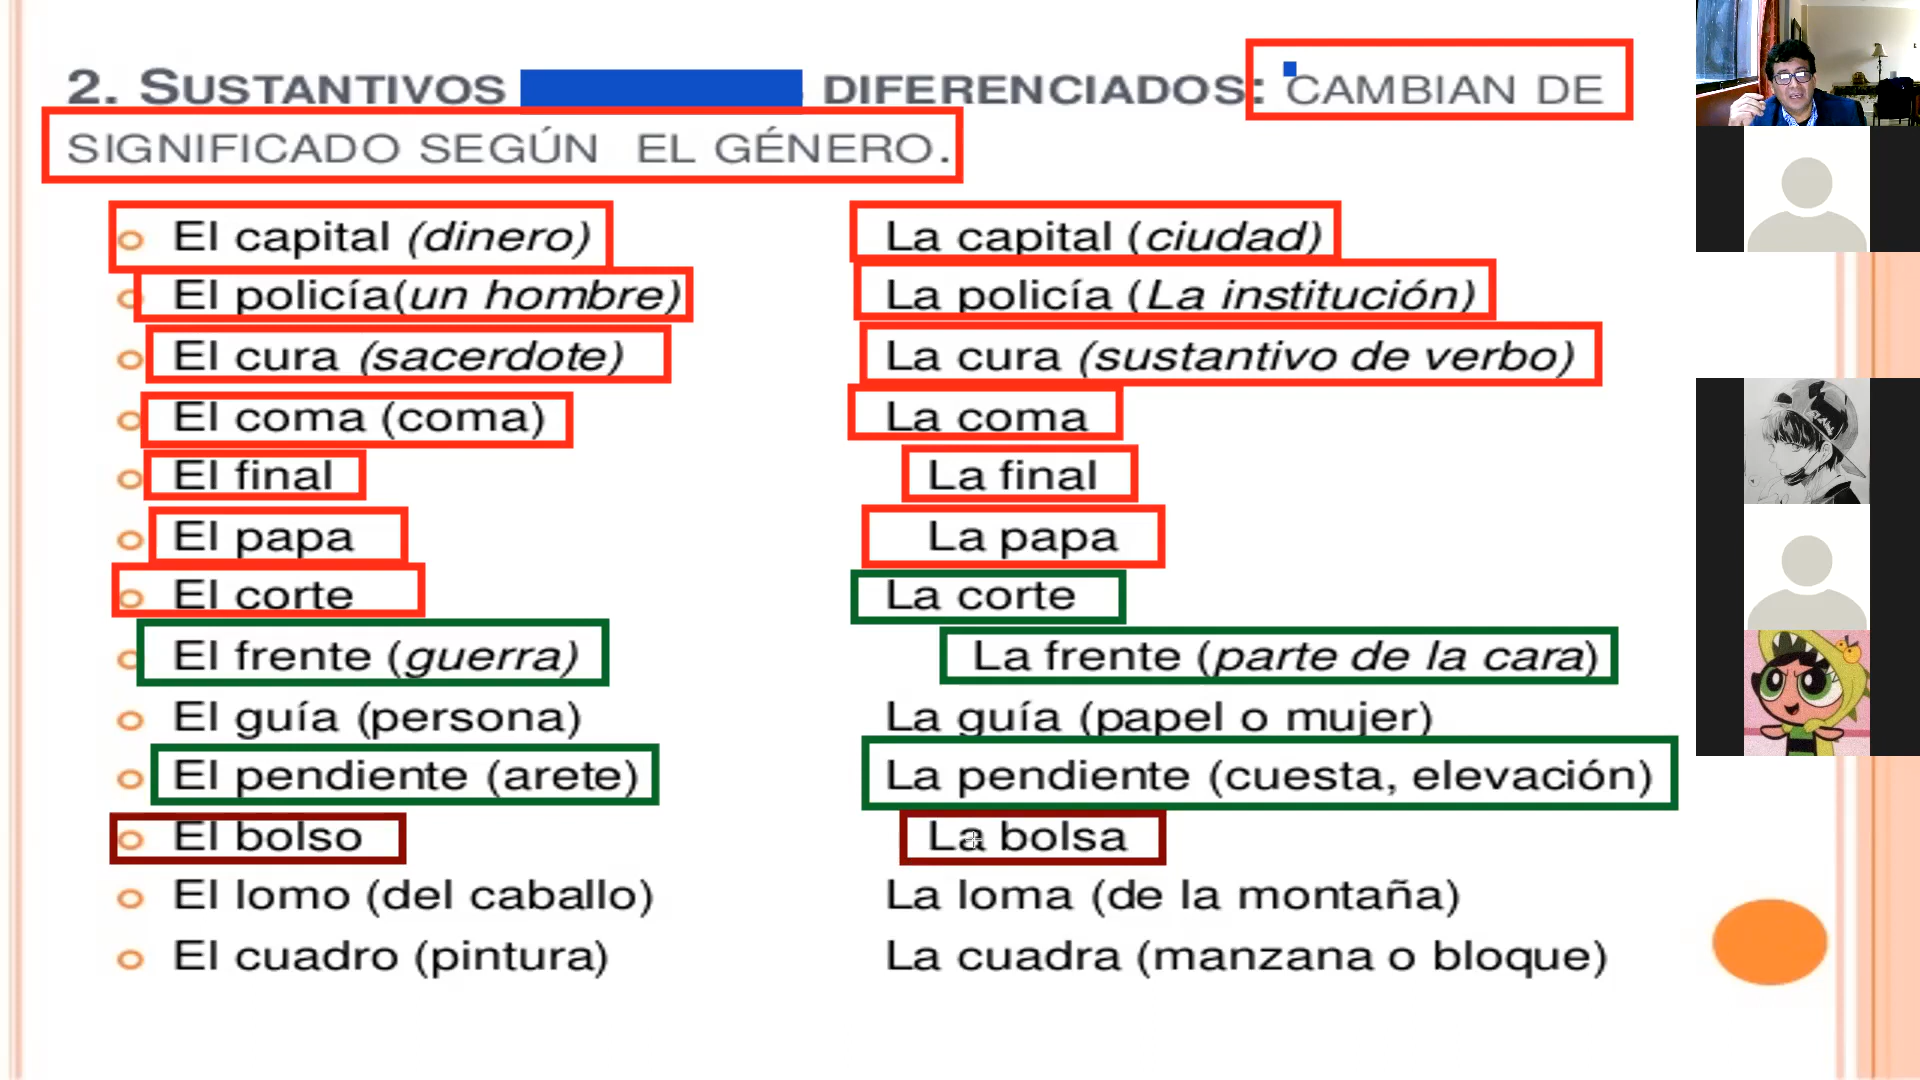 2. SUSTANTIVOS DIFERENCIADOS: CAMBIAN DE
SIGNIFICADO SEGÚN EL GÉNERO.
El capital (dinero) La capital (ciudad)
El policía(un hombre) La policía (La institución)
El cura (sacerdote) La cura (sustantivo de verbo)
El coma (coma) La coma
El final La final
El papa La papa
El corte La corte
El frente (guerra) La frente (parte de la cara)
El guía (persona) La guía (papel o mujer)
El pendiente (arete) La pendiente (cuesta, elevación)
El bolso La bolsa
El lomo (del caballo) La loma (de la montaña)
El cuadro (pintura) La cuadra (manzana o bloque)